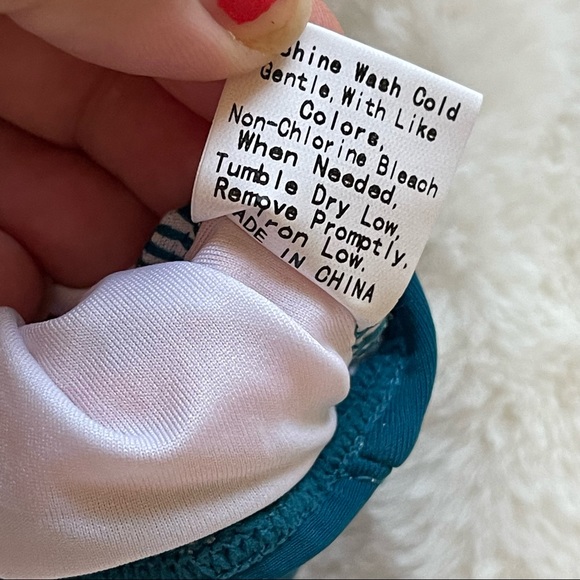 hine Wash Cold
Gentle, With Like
Colors,
Non-Chlorine Bleach
When Needed,
Tumble Dry Low,
Remove Promptly,
ron Low.
ADE IN CHINA